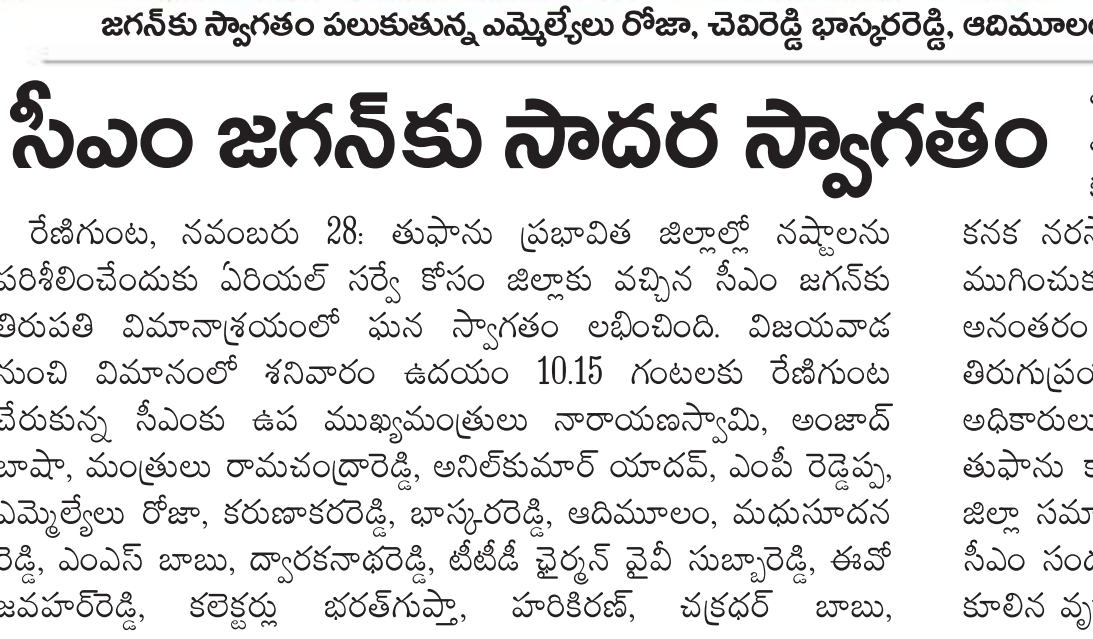 జగన్‌కు స్వాగతం పలుకుతున్న ఎమ్మెల్యేలు రోజా, చెవిరెడ్డి భాస్కరరెడ్డి,
సీఎం జగన్‌కు సాదర స్వాగతం
రేణిగుంట, నవంబరు 28: తుఫాను ప్రభావిత జిల్లాల్లో నష్టాలను
పరిశీలించేందుకు ఏరియల్ సర్వే కోసం జిల్లాకు వచ్చిన సీఎం జగన్‌కు
తిరుపతి విమానాశ్రయంలో ఘన స్వాగతం లభించింది. విజయవాడ
నుంచి విమానంలో శనివారం ఉదయం 10.15 గంటలకు రేణిగుంట
చేరుకున్న సీఎంకు ఉప ముఖ్యమంత్రులు నారాయణస్వామి, అంజాద్
బాషా, మంత్రులు రామచంద్రారెడ్డి, అనిల్‌కుమార్ యాదవ్, ఎంపీ రెడ్డెప్ప,
ఎమ్మెల్యేలు రోజా, కరుణాకరరెడ్డి, భాస్కరరెడ్డి, ఆదిమూలం, మధుసూదన
రెడ్డి, ఎంఎస్ బాబు, ద్వారకనాథరెడ్డి, టీటీడీ ఛైర్మన్ వైవీ సుబ్బారెడ్డి, ఈవో
జవహర్‌రెడ్డి, కలెక్టర్లు భరత్‌గుప్తా, హరికిరణ్, చక్రధర్ బాబు,
కనక
అనంతరం
అధికారులు
తుఫాను
జిల్లా
సీఎం
కూలిన